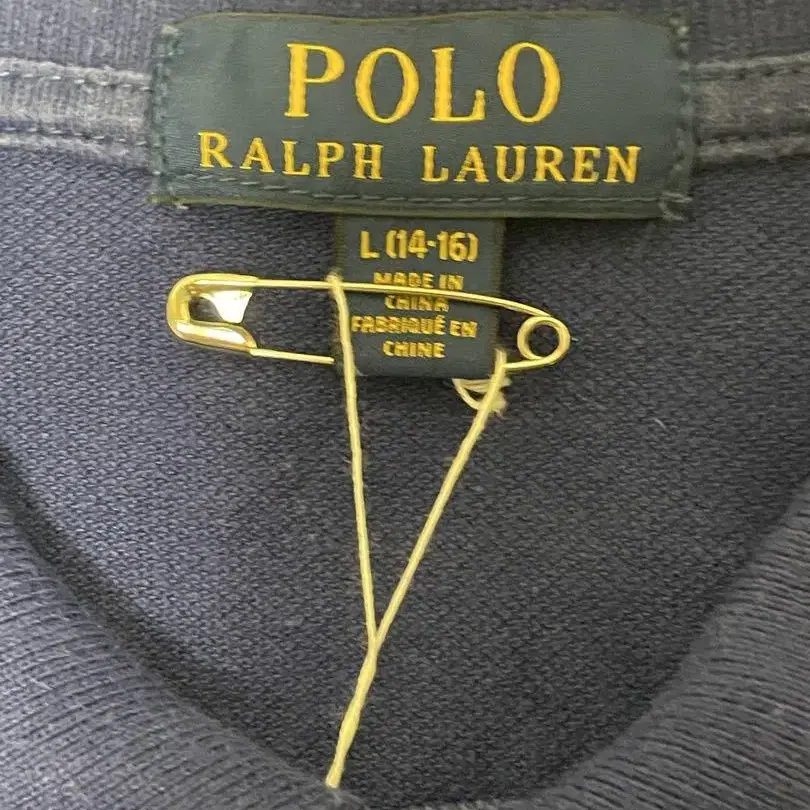 POLO
RALPH LAUREN
L (14-16)
MADE IN
CHINA
FABRIQUÉ EN
CHINE